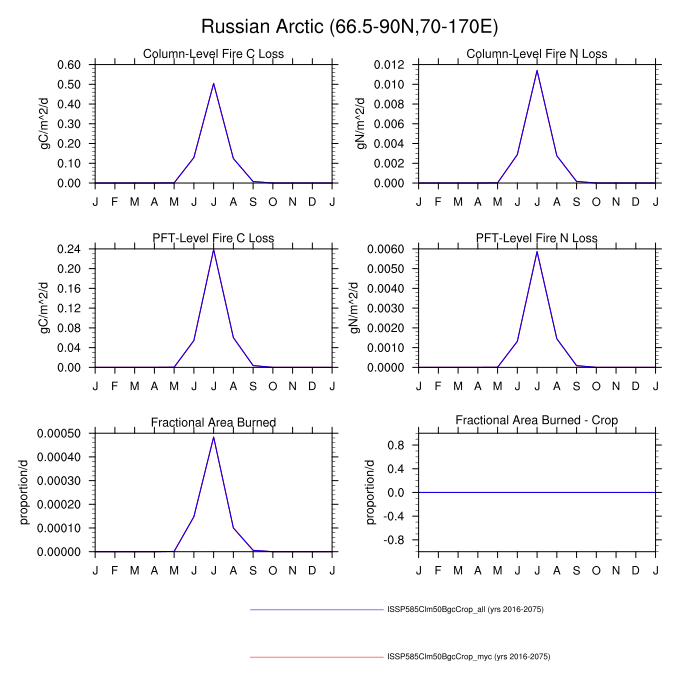 Russian Arctic (66.5-90N,70-170E)
Column-Level Fire C Loss
0.60
0.50
0.40
0.30
0.20
0.10
0.00
gC/m^2/d
J F M A M J J A S O N D J
Column-Level Fire N Loss
0.012
0.010
0.008
0.006
0.004
0.002
0.000
gN/m^2/d
J F M A M J J A S O N D J
PFT-Level Fire C Loss
0.24
0.20
0.16
0.12
0.08
0.04
0.00
gC/m^2/d
J F M A M J J A S O N D J
PFT-Level Fire N Loss
0.0060
0.0050
0.0040
0.0030
0.0020
0.0010
0.0000
gN/m^2/d
J F M A M J J A S O N D J
Fractional Area Burned
0.00050
0.00040
0.00030
0.00020
0.00010
0.00000
proportion/d
J F M A M J J A S O N D J
Fractional Area Burned - Crop
0.8
0.4
0.0
-0.4
-0.8
proportion/d
J F M A M J J A S O N D J
ISSP585Clm50BgcCrop_all (yrs 2016-2075)
ISSP585Clm50BgcCrop_myc (yrs 2016-2075)